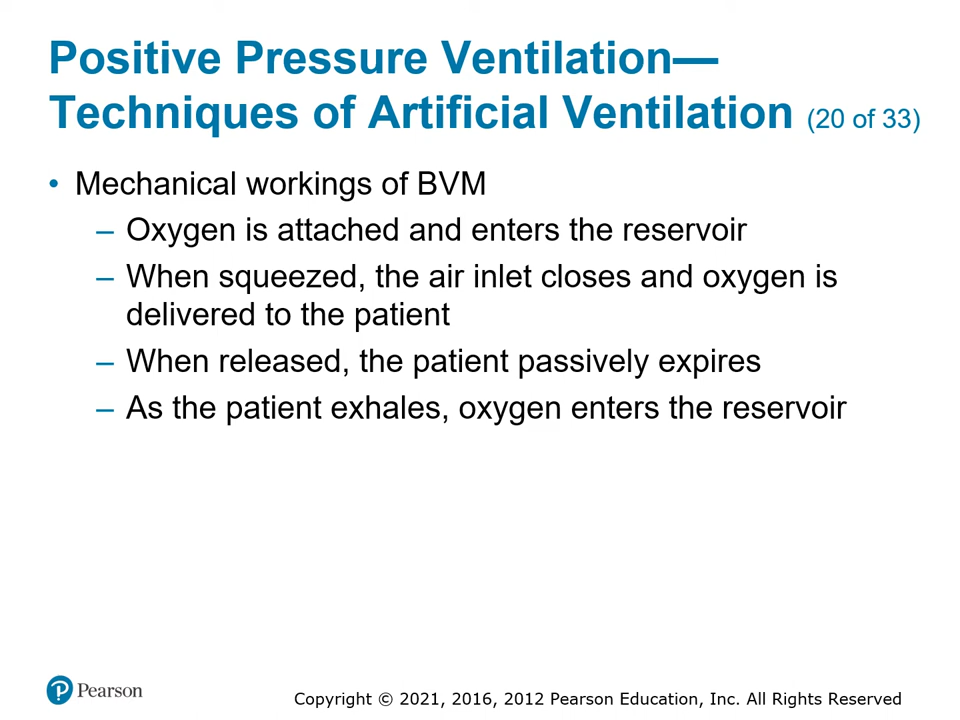 Positive Pressure Ventilation—
Techniques of Artificial Ventilation (20 of 33)
• Mechanical workings of BVM
– Oxygen is attached and enters the reservoir
– When squeezed, the air inlet closes and oxygen is
delivered to the patient
– When released, the patient passively expires
– As the patient exhales, oxygen enters the reservoir
Pearson
Copyright © 2021, 2016, 2012 Pearson Education, Inc. All Rights Reserved